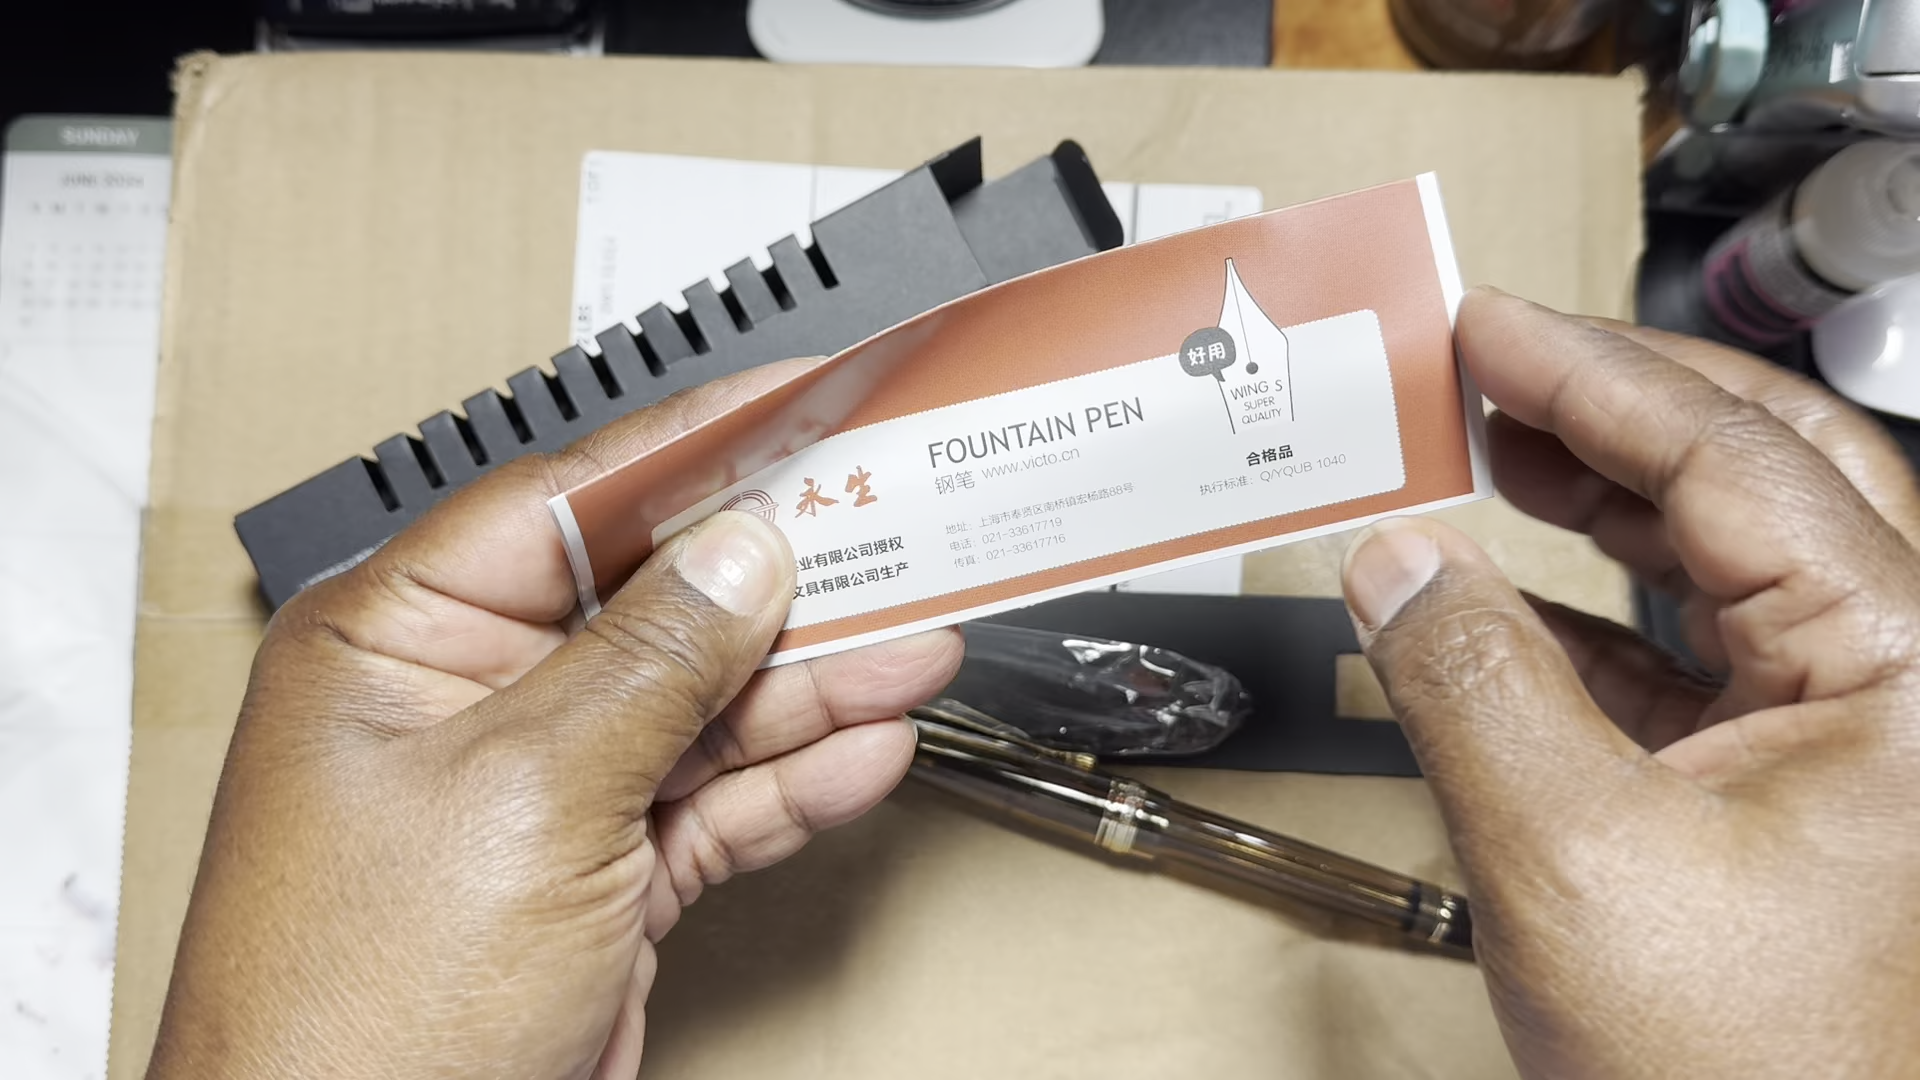 SUNDAY
JUNE 2024
好用
WING S
SUPER
QUALITY
FOUNTAIN PEN
钢笔 www.victo.cn
永生
合格品
执行标准: Q/YQUB 1040
业有限公司授权
文具有限公司生产
地址: 上海市奉贤区南桥镇宏杨路88号
电话: 021-33617719
传真: 021-33617716